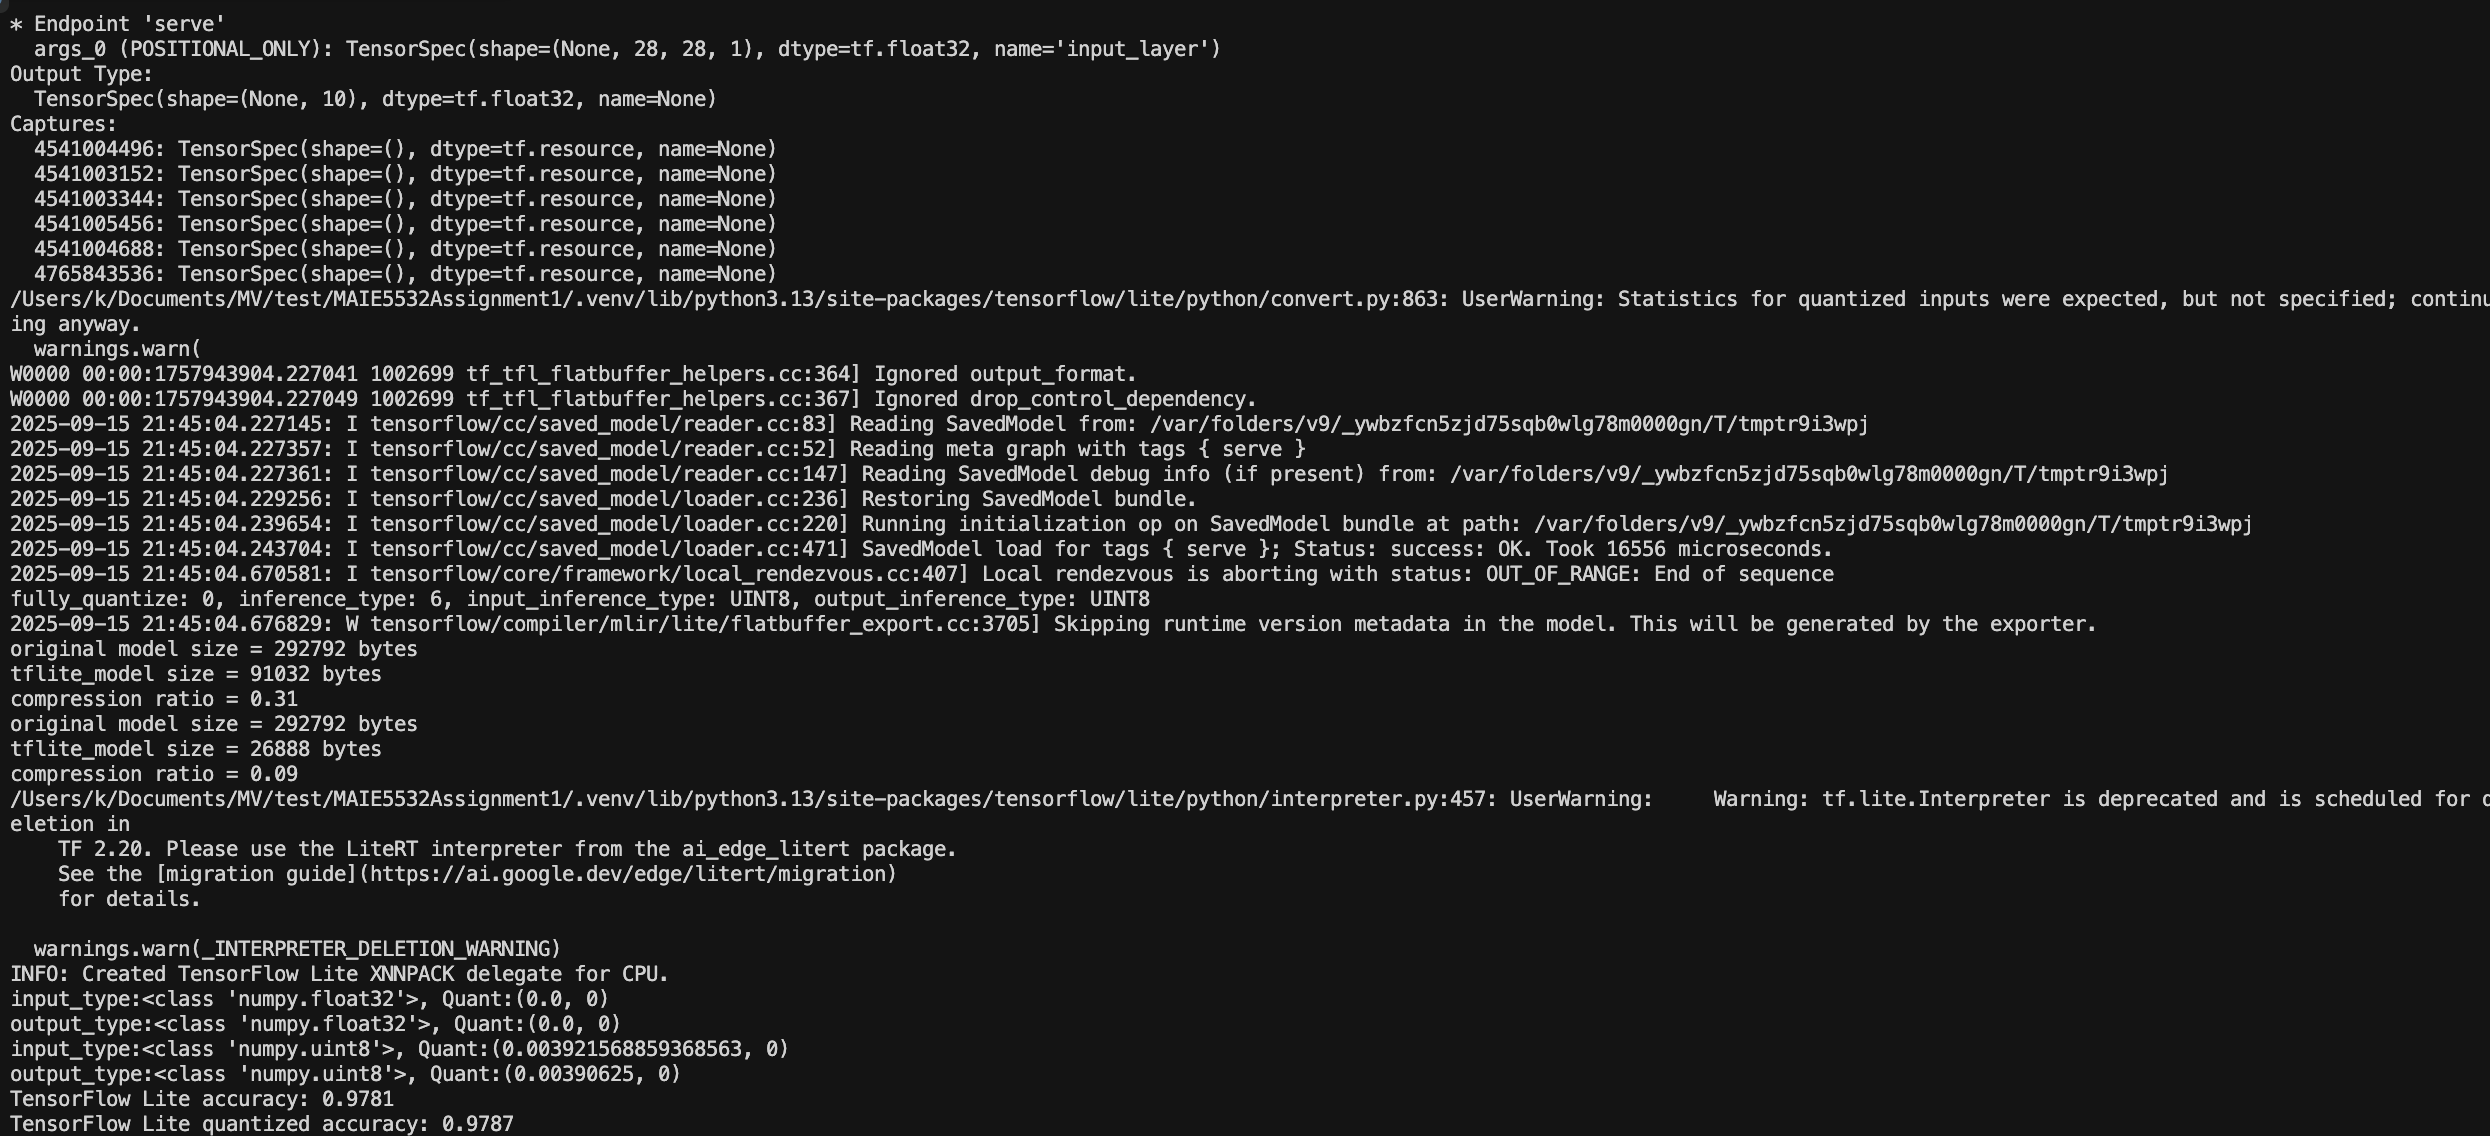 * Endpoint 'serve'
  args_0 (POSITIONAL_ONLY): TensorSpec(shape=(None, 28, 28, 1), dtype=tf.float32, name='input_layer')
Output Type:
  TensorSpec(shape=(None, 10), dtype=tf.float32, name=None)
Captures:
  4541004496: TensorSpec(shape=(), dtype=tf.resource, name=None)
  4541003152: TensorSpec(shape=(), dtype=tf.resource, name=None)
  4541003344: TensorSpec(shape=(), dtype=tf.resource, name=None)
  4541005456: TensorSpec(shape=(), dtype=tf.resource, name=None)
  4541004688: TensorSpec(shape=(), dtype=tf.resource, name=None)
  4765843536: TensorSpec(shape=(), dtype=tf.resource, name=None)
/Users/k/Documents/MV/test/MAIE5532Assignment1/.venv/lib/python3.13/site-packages/tensorflow/lite/python/convert.py:863: UserWarning: Statistics for quantized inputs were expected, but not specified; continu
ing anyway.
  warnings.warn(
W0000 00:00:1757943904.227041 1002699 tf_tfl_flatbuffer_helpers.cc:364] Ignored output_format.
W0000 00:00:1757943904.227049 1002699 tf_tfl_flatbuffer_helpers.cc:367] Ignored drop_control_dependency.
2025-09-15 21:45:04.227145: I tensorflow/cc/saved_model/reader.cc:83] Reading SavedModel from: /var/folders/v9/_ywbzfcn5zjd75sqb0wlg78m0000gn/T/tmptr9i3wpj
2025-09-15 21:45:04.227357: I tensorflow/cc/saved_model/reader.cc:52] Reading meta graph with tags { serve }
2025-09-15 21:45:04.227361: I tensorflow/cc/saved_model/reader.cc:147] Reading SavedModel debug info (if present) from: /var/folders/v9/_ywbzfcn5zjd75sqb0wlg78m0000gn/T/tmptr9i3wpj
2025-09-15 21:45:04.229256: I tensorflow/cc/saved_model/loader.cc:236] Restoring SavedModel bundle.
2025-09-15 21:45:04.239654: I tensorflow/cc/saved_model/loader.cc:220] Running initialization op on SavedModel bundle at path: /var/folders/v9/_ywbzfcn5zjd75sqb0wlg78m0000gn/T/tmptr9i3wpj
2025-09-15 21:45:04.243704: I tensorflow/cc/saved_model/loader.cc:471] SavedModel load for tags { serve }; Status: success: OK. Took 16556 microseconds.
2025-09-15 21:45:04.670581: I tensorflow/core/framework/local_rendezvous.cc:407] Local rendezvous is aborting with status: OUT_OF_RANGE: End of sequence
fully_quantize: 0, inference_type: 6, input_inference_type: UINT8, output_inference_type: UINT8
2025-09-15 21:45:04.676829: W tensorflow/compiler/mlir/lite/flatbuffer_export.cc:3705] Skipping runtime version metadata in the model. This will be generated by the exporter.
original model size = 292792 bytes
tflite_model size = 91032 bytes
compression ratio = 0.31
original model size = 292792 bytes
tflite_model size = 26888 bytes
compression ratio = 0.09
/Users/k/Documents/MV/test/MAIE5532Assignment1/.venv/lib/python3.13/site-packages/tensorflow/lite/python/interpreter.py:457: UserWarning:     Warning: tf.lite.Interpreter is deprecated and is scheduled for d
eletion in
    TF 2.20. Please use the LiteRT interpreter from the ai_edge_litert package.
    See the [migration guide](https://ai.google.dev/edge/litert/migration)
    for details.
  warnings.warn(_INTERPRETER_DELETION_WARNING)
INFO: Created TensorFlow Lite XNNPACK delegate for CPU.
input_type:<class 'numpy.float32'>, Quant:(0.0, 0)
output_type:<class 'numpy.float32'>, Quant:(0.0, 0)
input_type:<class 'numpy.uint8'>, Quant:(0.003921568859368563, 0)
output_type:<class 'numpy.uint8'>, Quant:(0.00390625, 0)
TensorFlow Lite accuracy: 0.9781
TensorFlow Lite quantized accuracy: 0.9787